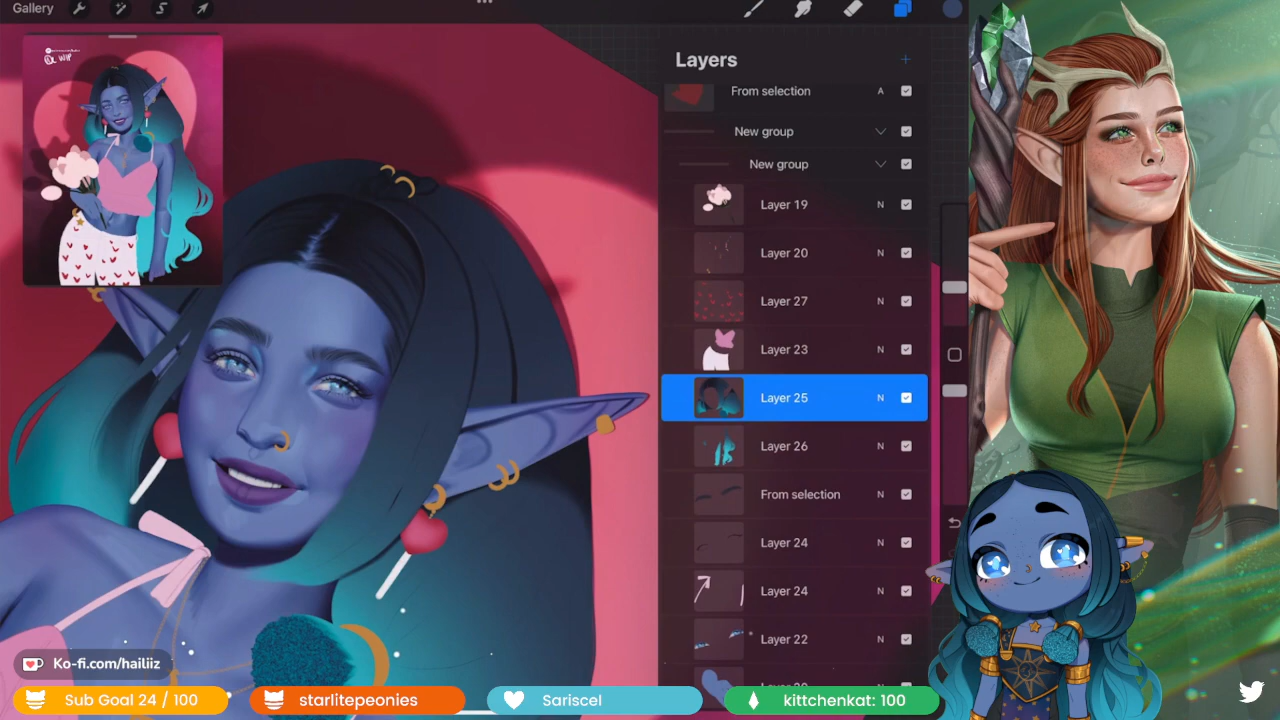 Gallery
Layers
From selection A
New group
New group
Layer 19 N
Layer 20 N
Layer 27 N
Layer 23 N
Layer 25 N
Layer 26 N
From selection N
Layer 24 N
Layer 24 N
Layer 22 N
WIP
Ko-fi.com/hailiiz
Sub Goal 24 / 100
starlitepeonies
Sariscel
kittchenkat: 100